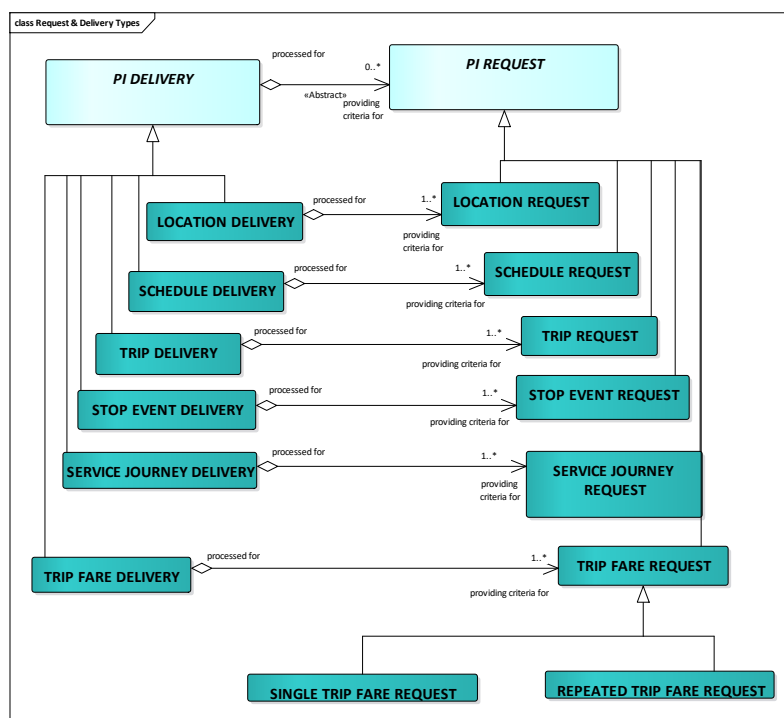 class Request & Delivery Types
processed for
PI DELIVERY
0..*
PI REQUEST
«Abstract»
providing
criteria for
LOCATION DELIVERY
processed for
1..*
LOCATION REQUEST
providing
criteria for
SCHEDULE DELIVERY
processed for
1..*
SCHEDULE REQUEST
providing criteria for
TRIP DELIVERY
processed for
1..*
TRIP REQUEST
providing criteria for
STOP EVENT DELIVERY
processed for
1..*
STOP EVENT REQUEST
providing criteria for
SERVICE JOURNEY DELIVERY
processed for
1..*
SERVICE JOURNEY
REQUEST
providing
criteria for
TRIP FARE DELIVERY
processed for
1..*
TRIP FARE REQUEST
providing criteria for
SINGLE TRIP FARE REQUEST
REPEATED TRIP FARE REQUEST